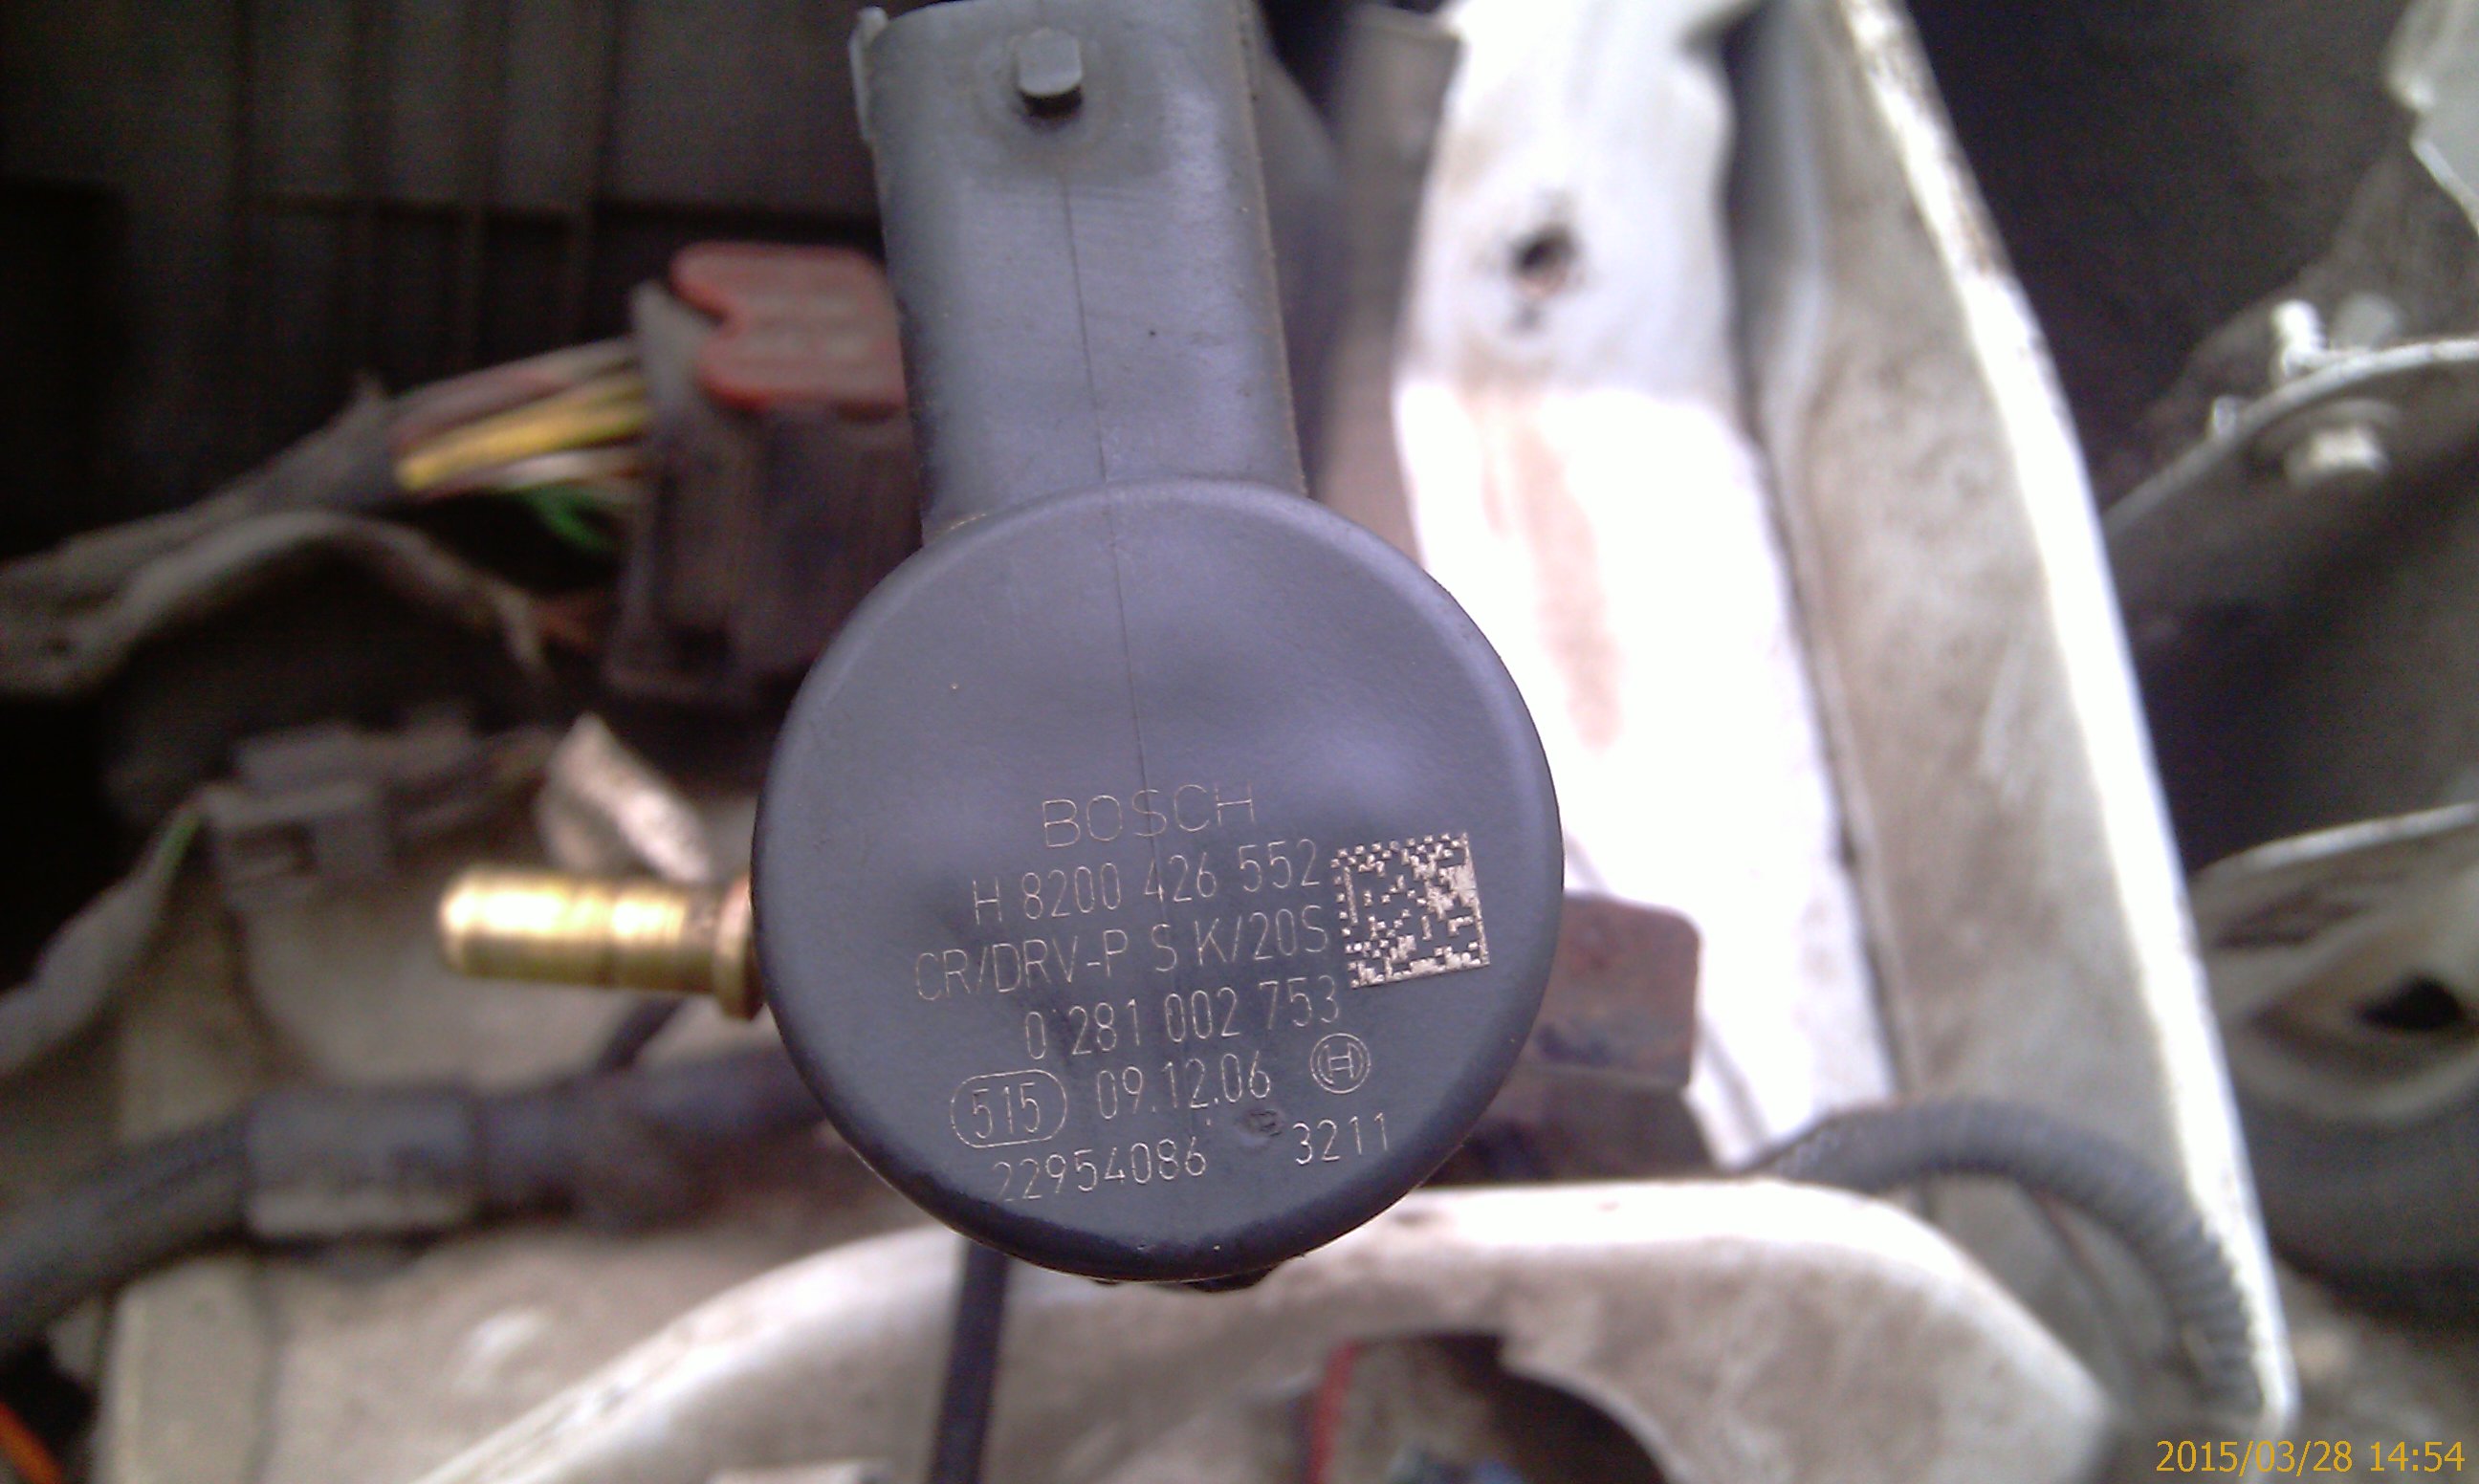 BOSCH
H 8200 426 552
CR/DRV-P S K/20S
0 281 002 753
515 09.12.06 H
22954086 3211
2015/03/28 14:54